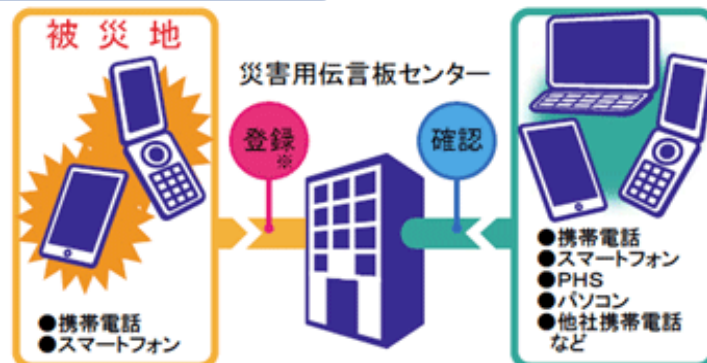 被災地
災害用伝言板センター
登録
※
確認
●携帯電話
●スマートフォン
●携帯電話
●スマートフォン
●PHS
●パソコン
●他社携帯電話
など